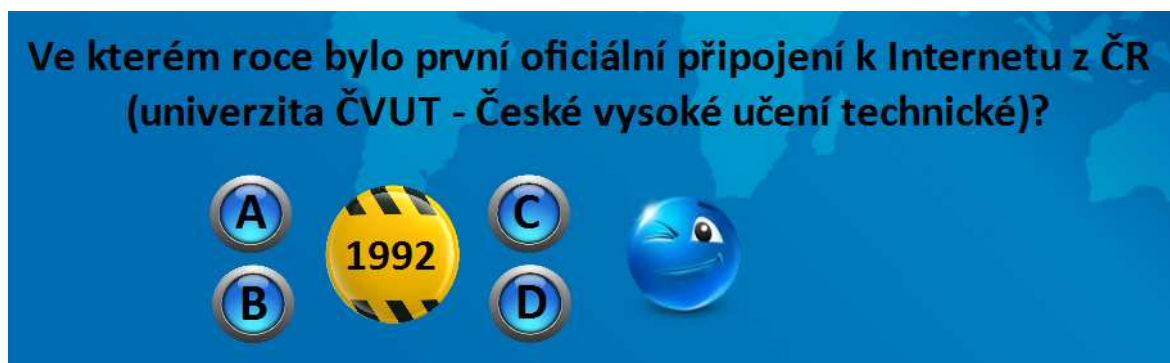 Ve kterém roce bylo první oficiální připojení k Internetu z ČR
(univerzita ČVUT - České vysoké učení technické)?
A
1992
C
B
D